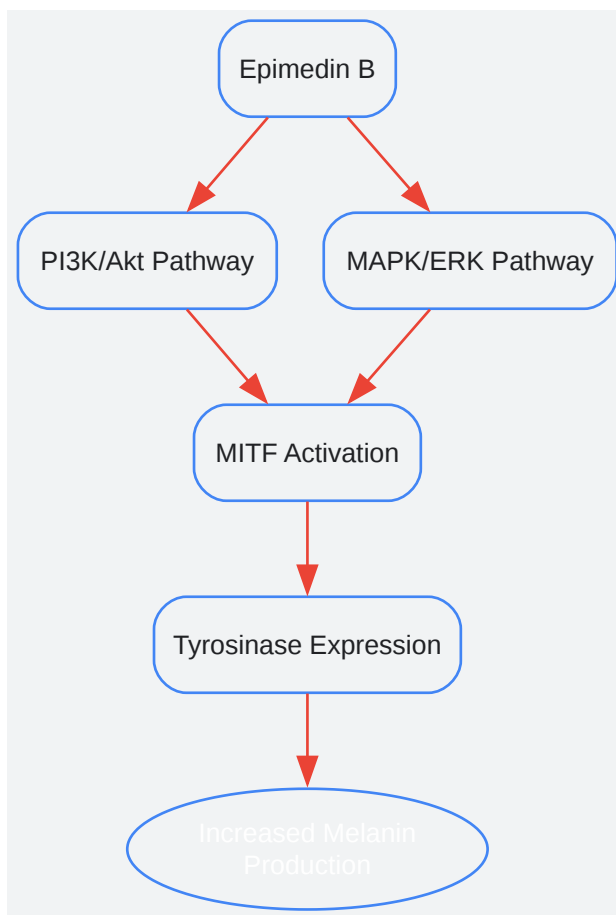 Epimedin B
PI3K/Akt Pathway
MAPK/ERK Pathway
MITF Activation
Tyrosinase Expression
Increased Melanin
Production